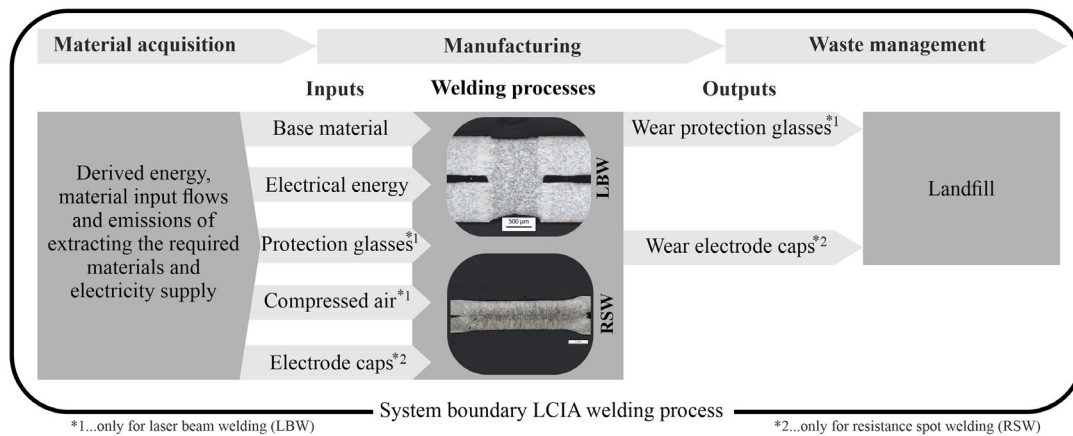 Material acquisition
Manufacturing
Waste management
Inputs
Welding processes
Outputs
Derived energy,
material input flows
and emissions of
extracting the required
materials and
electricity supply
Base material
Electrical energy
Protection glasses*1
Compressed air*1
Electrode caps*2
LBW
500 µm
RSW
Wear protection glasses*1
Wear electrode caps*2
Landfill
System boundary LCIA welding process
*1...only for laser beam welding (LBW)
*2...only for resistance spot welding (RSW)